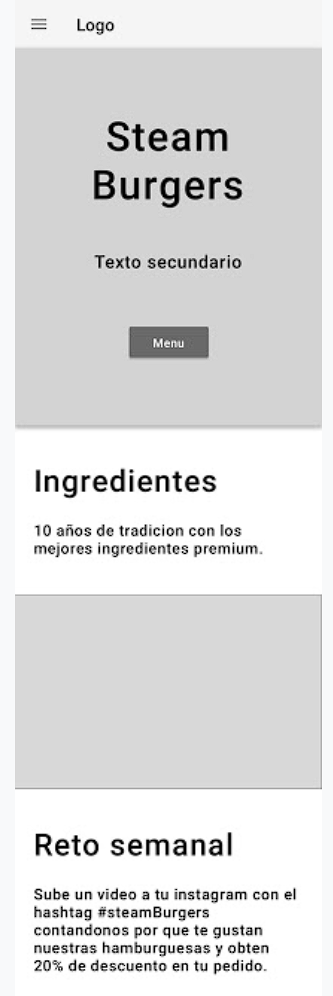 Logo
Steam
Burgers
Texto secundario
Menu
Ingredientes
10 años de tradicion con los
mejores ingredientes premium.
Reto semanal
Sube un video a tu instagram con el
hashtag #steamBurgers
contandonos por que te gustan
nuestras hamburguesas y obten
20% de descuento en tu pedido.